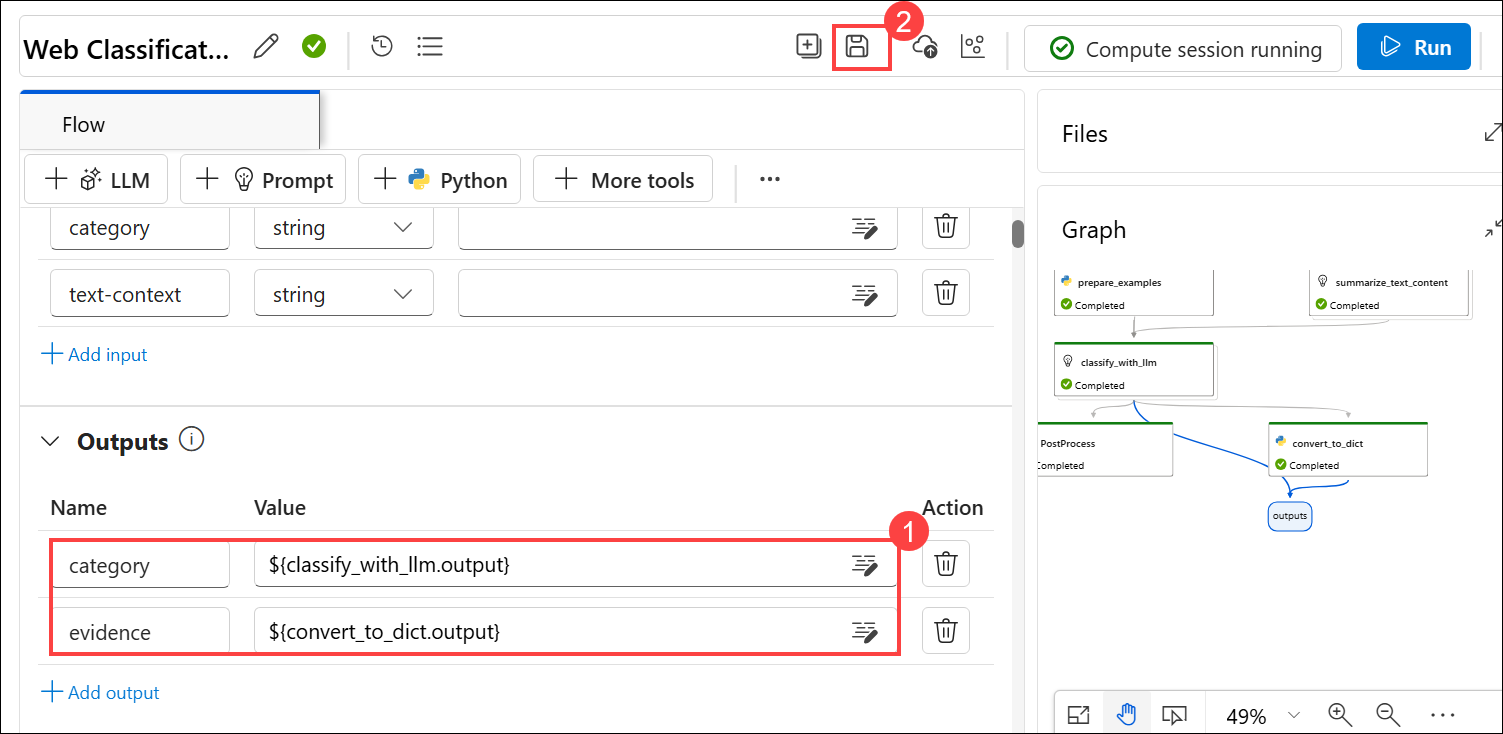 Web Classificat...
2
Compute session running
Run
Flow
LLM
Prompt
Python
More tools
...
category
string
text-context
string
Add input
Outputs
Name
Value
Action
1
category
${classify_with_llm.output}
evidence
${convert_to_dict.output}
Add output
Files
Graph
prepare_examples
Completed
summarize_text_content
Completed
classify_with_llm
Completed
PostProcess
Completed
convert_to_dict
Completed
outputs
49%
...